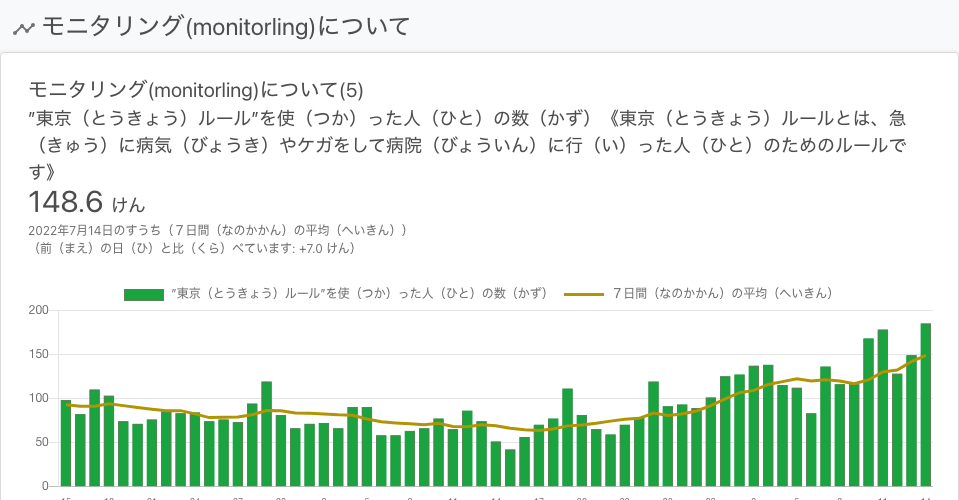 モニタリング(monitorling)について
モニタリング(monitorling)について(5)
”東京（とうきょう）ルール”を使（つか）った人（ひと）の数（かず）《東京（とうきょう）ルールとは、急
（きゅう）に病気（びょうき）やケガをして病院（びょういん）に行（い）った人（ひと）のためのルールで
す》
148.6 けん
2022年7月14日のすうち（７日間（なのかかん）の平均（へいきん））
（前（まえ）の日（ひ）と比（くら）べています: +7.0 けん）
”東京（とうきょう）ルール”を使（つか）った人（ひと）の数（かず） ７日間（なのかかん）の平均（へいきん）
200
150
100
50
0